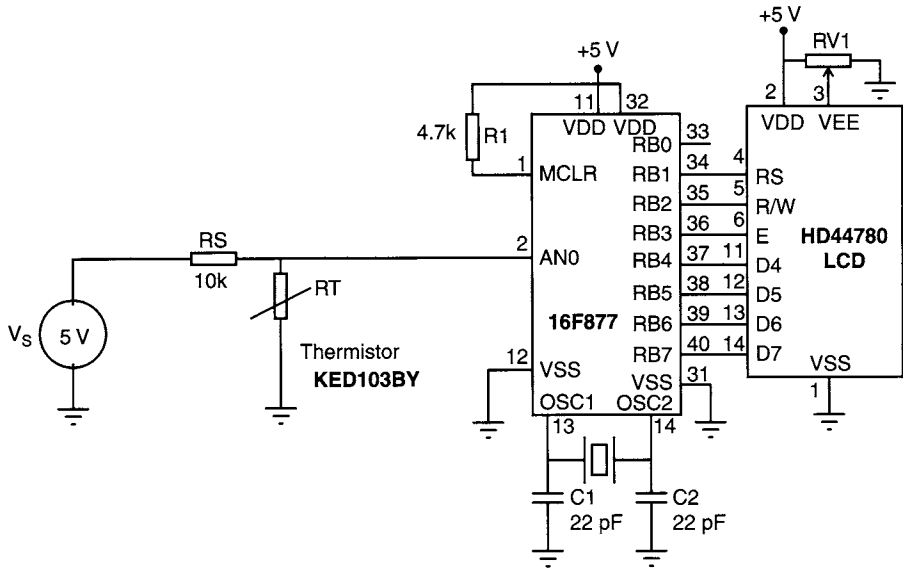 +5 V
RV1
+5 V
2
3
11
32
VDD
VEE
4.7k
R1
VDD
VDD
33
RB0
1
MCLR
34
4
RB1
RS
35
5
RB2
R/W
RS
2
36
6
RB3
E
HD44780
LCD
10k
AN0
37
11
RB4
D4
RT
38
12
RB5
D5
VS
5 V
16F877
39
13
RB6
D6
Thermistor
KED103BY
12
VSS
40
14
RB7
D7
VSS
31
VSS
1
OSC1
OSC2
13
14
C1
22 pF
C2
22 pF